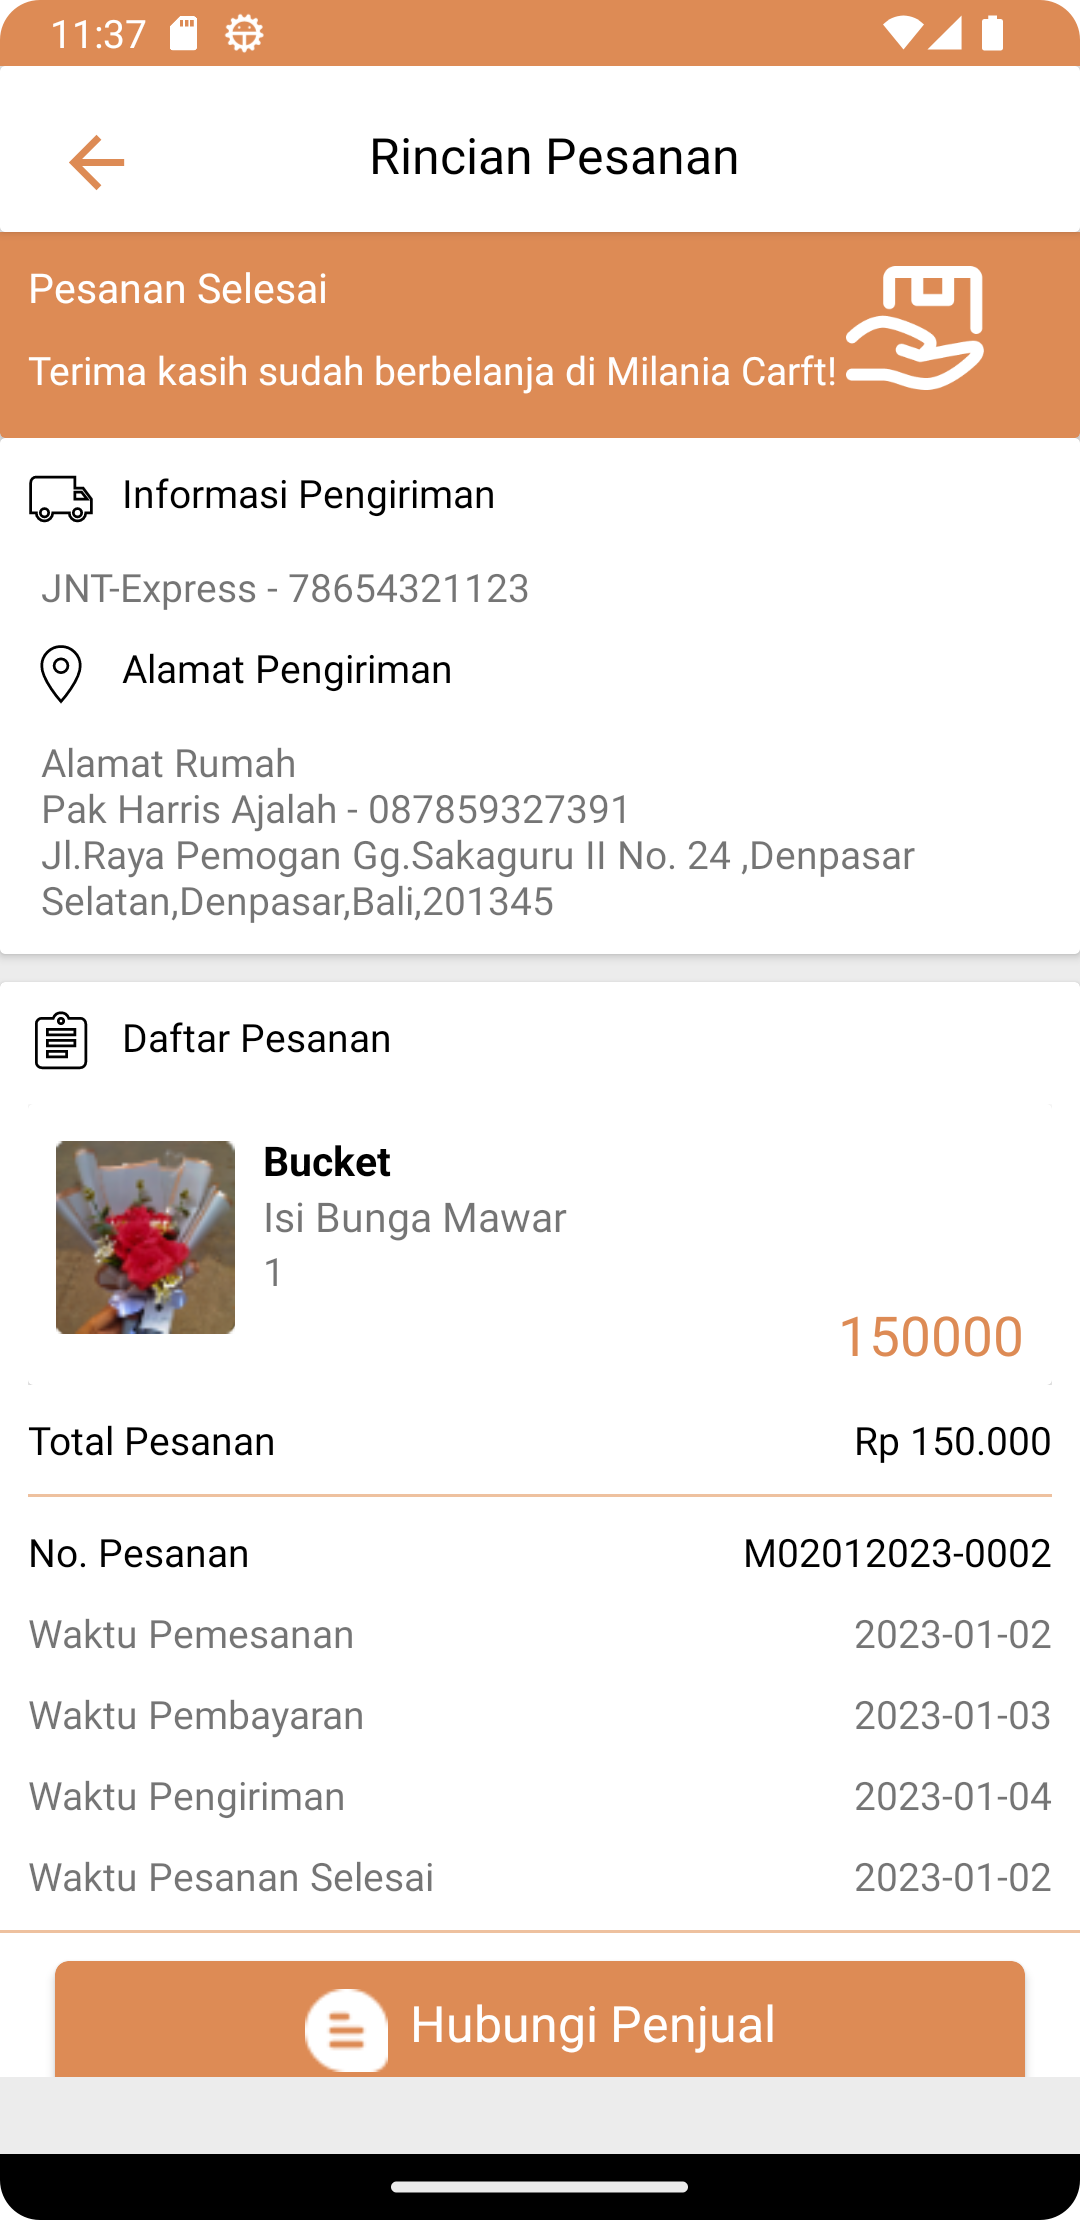 11:37
Rincian Pesanan
Pesanan Selesai
Terima kasih sudah berbelanja di Milania Carft!
Informasi Pengiriman
JNT-Express - 78654321123
Alamat Pengiriman
Alamat Rumah
Pak Harris Ajalah - 087859327391
Jl.Raya Pemogan Gg.Sakaguru II No. 24 ,Denpasar
Selatan,Denpasar,Bali,201345
Daftar Pesanan
Bucket
Isi Bunga Mawar
1
150000
Total Pesanan Rp 150.000
No. Pesanan M02012023-0002
Waktu Pemesanan 2023-01-02
Waktu Pembayaran 2023-01-03
Waktu Pengiriman 2023-01-04
Waktu Pesanan Selesai 2023-01-02
Hubungi Penjual